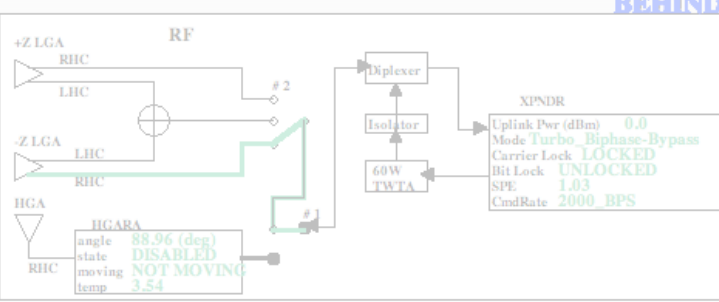 BEHIND
RF
+Z LGA
RHC
LHC
# 2
-Z LGA
LHC
RHC
HGA
RHC
HGARA
angle 88.96 (deg)
state DISABLED
moving NOT MOVING
temp 3.54
# 1
Diplexer
Isolator
60W
TWTA
XPNDR
Uplink Pwr (dBm) 0.0
Mode Turbo_Biphase-Bypass
Carrier Lock LOCKED
Bit Lock UNLOCKED
SPE 1.03
CmdRate 2000_BPS